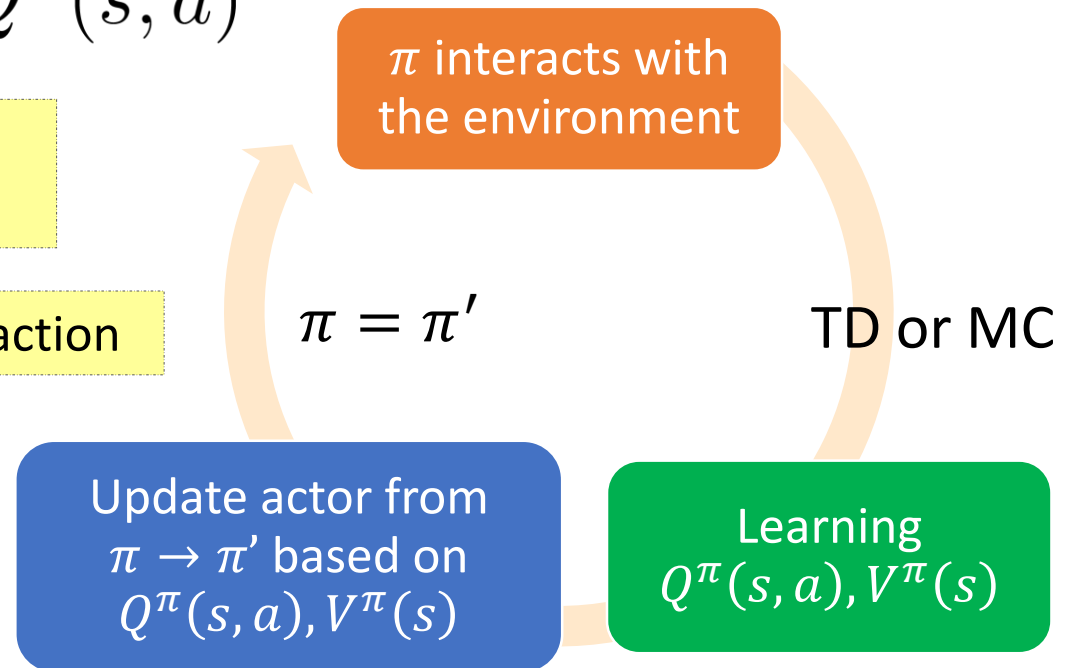 (s, a)
π interacts with
the environment
action
π = π′
TD or MC
Update actor from
π → π’ based on
Q^π(s, a), V^π(s)
Learning
Q^π(s, a), V^π(s)